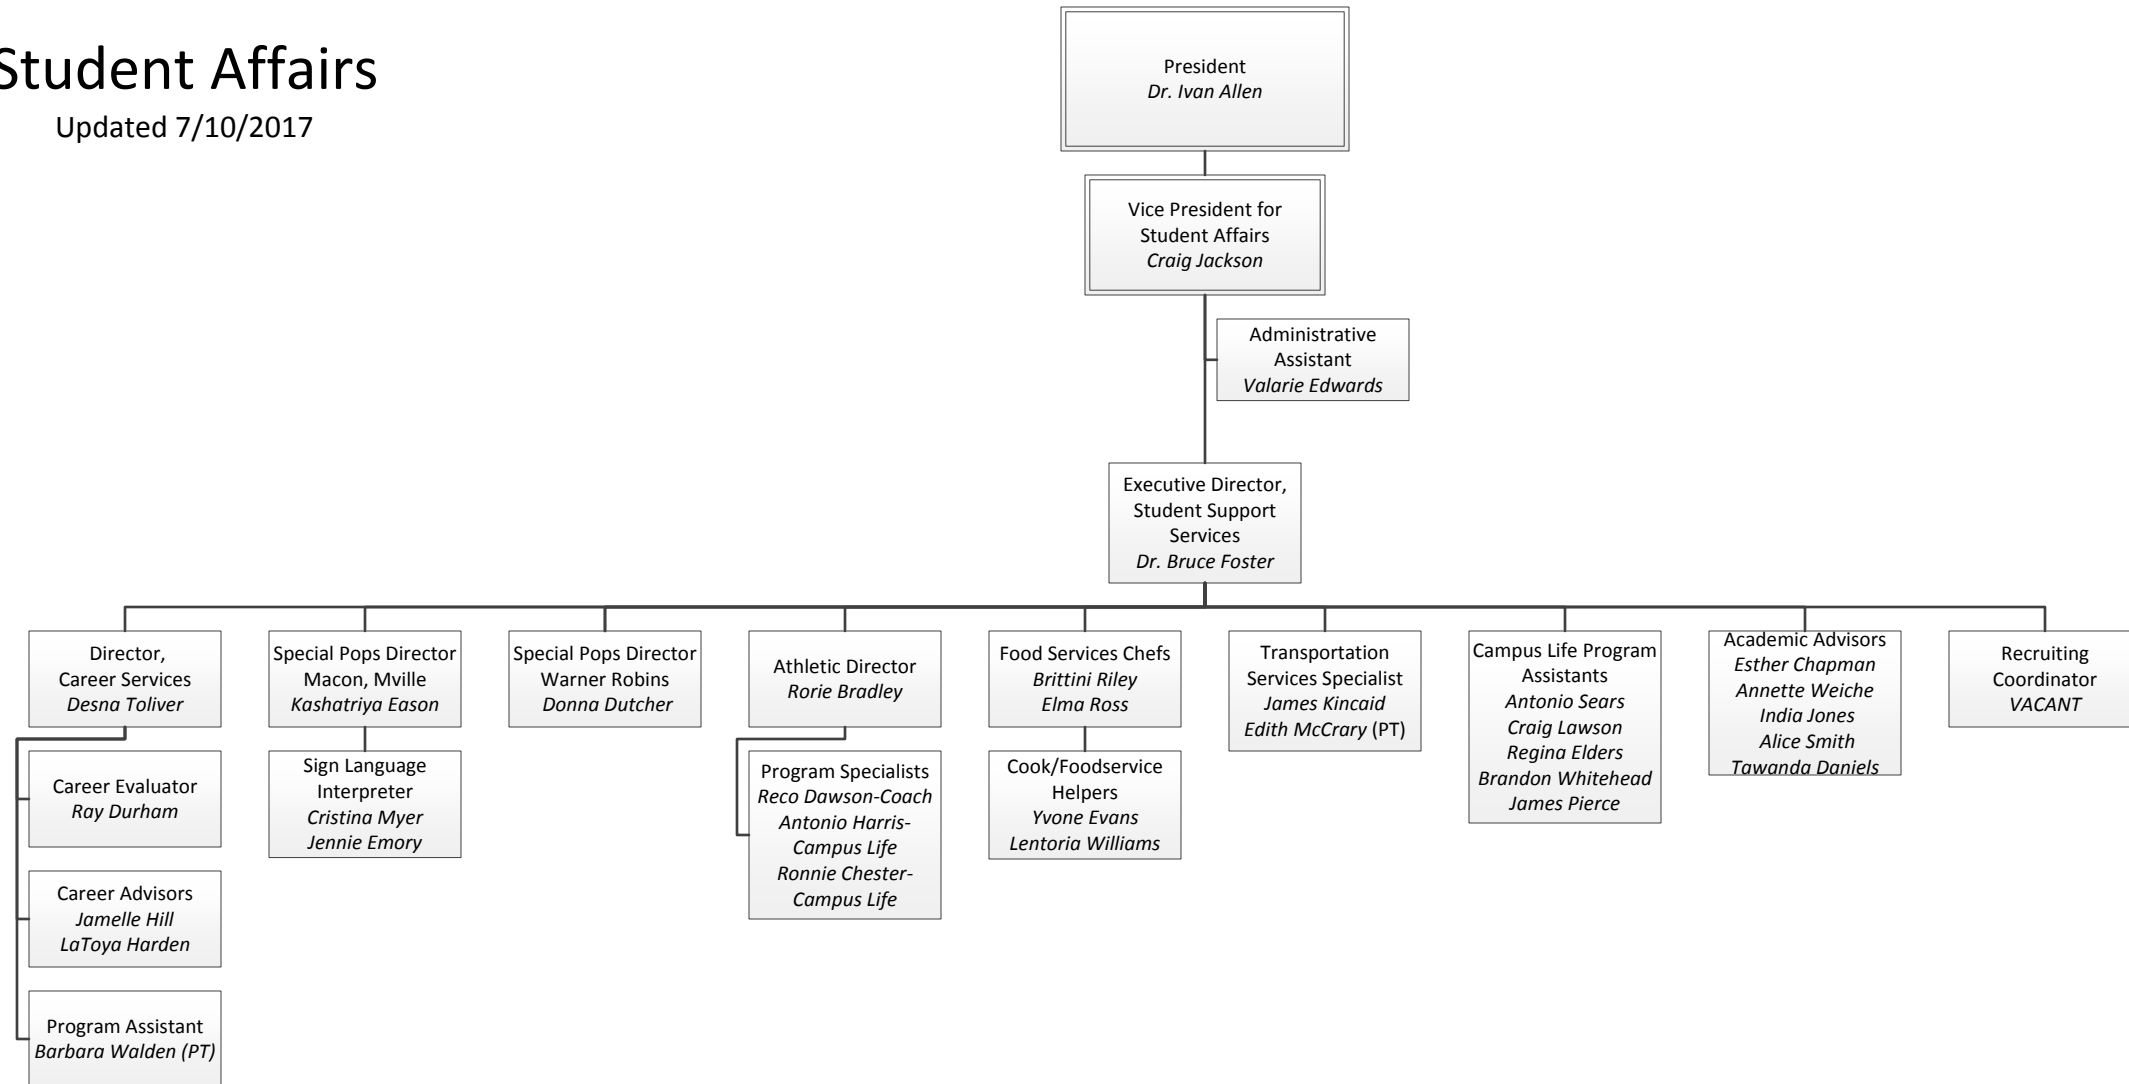 Student Affairs
Updated 7/10/2017
President
Dr. Ivan Allen
Vice President for
Student Affairs
Craig Jackson
Administrative
Assistant
Valarie Edwards
Executive Director,
Student Support
Services
Dr. Bruce Foster
Director,
Career Services
Desna Toliver
Special Pops Director
Macon, Mville
Kashatriya Eason
Special Pops Director
Warner Robins
Donna Dutcher
Athletic Director
Rorie Bradley
Food Services Chefs
Brittini Riley
Elma Ross
Transportation
Services Specialist
James Kincaid
Edith McCrary (PT)
Campus Life Program
Assistants
Antonio Sears
Craig Lawson
Regina Elders
Brandon Whitehead
James Pierce
Academic Advisors
Esther Chapman
Annette Weiche
India Jones
Alice Smith
Tawanda Daniels
Recruiting
Coordinator
VACANT
Career Evaluator
Ray Durham
Sign Language
Interpreter
Cristina Myer
Jennie Emory
Program Specialists
Reco Dawson-Coach
Antonio Harris-
Campus Life
Ronnie Chester-
Campus Life
Cook/Foodservice
Helpers
Yvone Evans
Lentoria Williams
Career Advisors
Jamelle Hill
LaToya Harden
Program Assistant
Barbara Walden (PT)